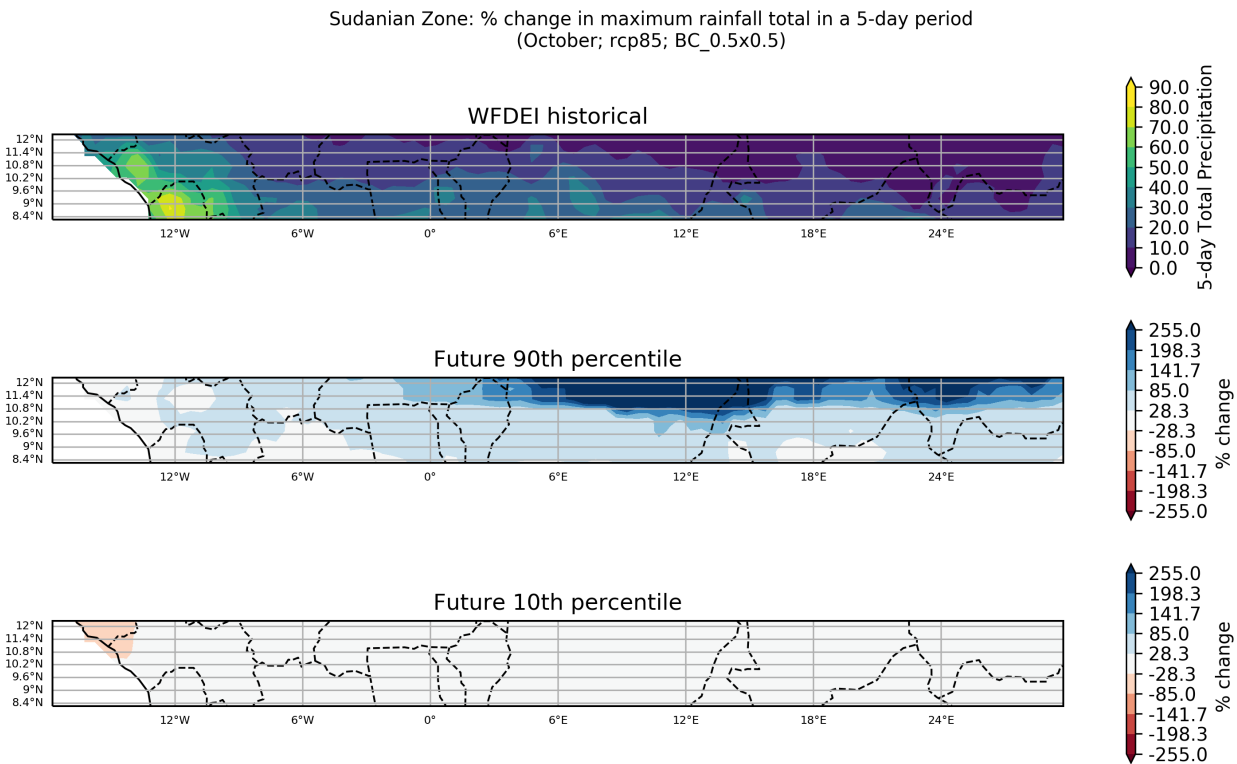 Sudanian Zone: % change in maximum rainfall total in a 5-day period
(October; rcp85; BC_0.5x0.5)
WFDEI historical
12°N
11.4°N
10.8°N
10.2°N
9.6°N
9°N
8.4°N
12°W 6°W 0° 6°E 12°E 18°E 24°E
90.0
80.0
70.0
60.0
50.0
40.0
30.0
20.0
10.0
0.0
5-day Total Precipitation
Future 90th percentile
12°N
11.4°N
10.8°N
10.2°N
9.6°N
9°N
8.4°N
12°W 6°W 0° 6°E 12°E 18°E 24°E
255.0
198.3
141.7
85.0
28.3
-28.3
-85.0
-141.7
-198.3
-255.0
% change
Future 10th percentile
12°N
11.4°N
10.8°N
10.2°N
9.6°N
9°N
8.4°N
12°W 6°W 0° 6°E 12°E 18°E 24°E
255.0
198.3
141.7
85.0
28.3
-28.3
-85.0
-141.7
-198.3
-255.0
% change